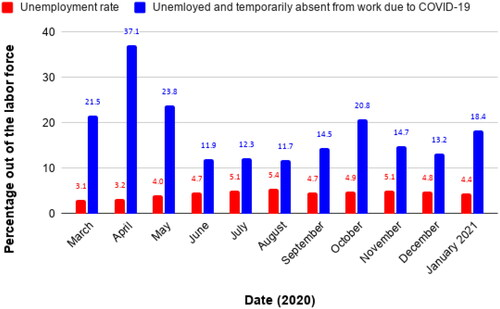 Unemployment rate
Unemloyed and temporarily absent from work due to COVID-19
Percentage out of the labor force
40
30
20
10
0
3.1
21.5
3.2
37.1
4.0
23.8
4.7
11.9
5.1
12.3
5.4
11.7
4.7
14.5
4.9
20.8
5.1
14.7
4.8
13.2
4.4
18.4
March
April
May
June
July
August
September
October
November
December
January 2021
Date (2020)